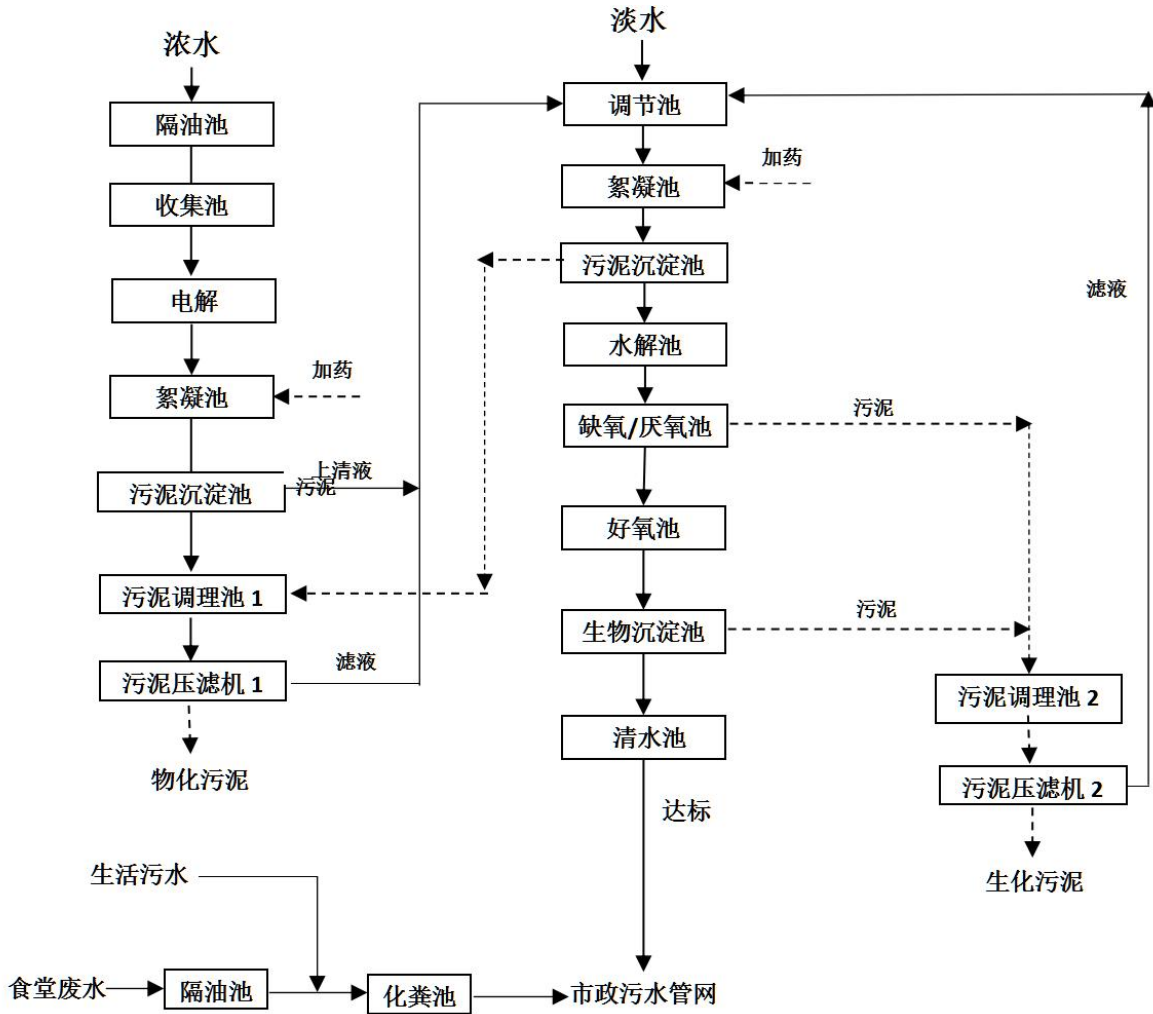 浓水
隔油池
收集池
电解
加药
絮凝池
上清液
污泥
污泥沉淀池
污泥调理池 1
污泥压滤机 1
滤液
物化污泥
淡水
调节池
加药
絮凝池
污泥沉淀池
水解池
缺氧/厌氧池
污泥
好氧池
生物沉淀池
污泥
清水池
达标
滤液
污泥调理池 2
污泥压滤机 2
生化污泥
生活污水
食堂废水
隔油池
化粪池
市政污水管网